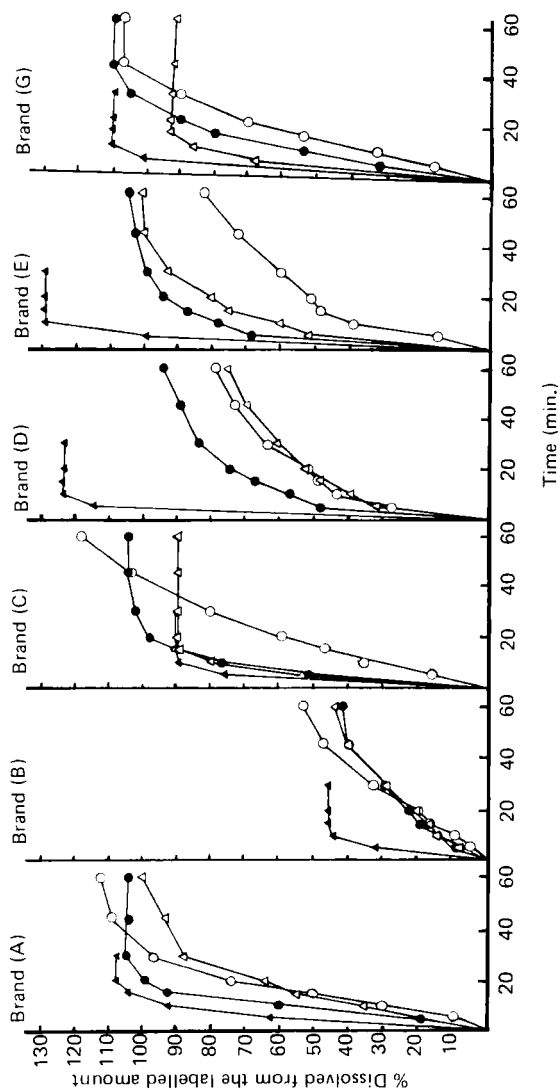 Brand (A)
Brand (B)
Brand (C)
Brand (D)
Brand (E)
Brand (G)
% Dissolved from the labelled amount
130
120
110
100
90
80
70
60
50
40
30
20
10
20 40 60
20 40 60
20 40 60
20 40 60
20 40 60
20 40 60
Time (min.)